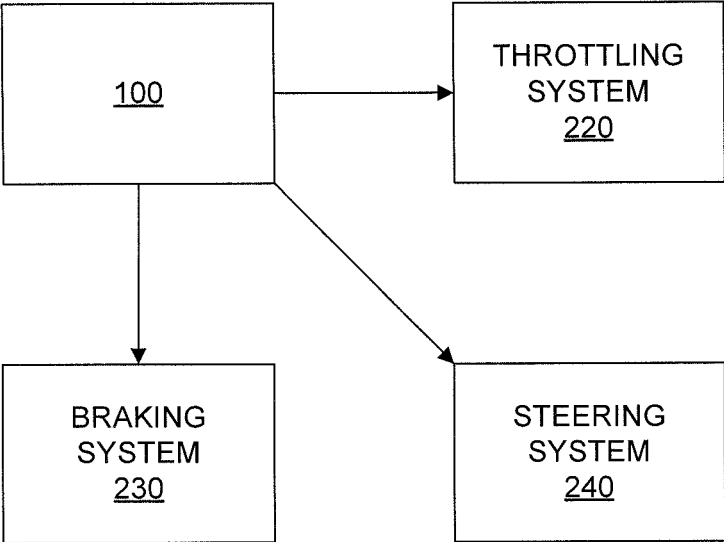 100
THROTTLING
SYSTEM
220
BRAKING
SYSTEM
230
STEERING
SYSTEM
240